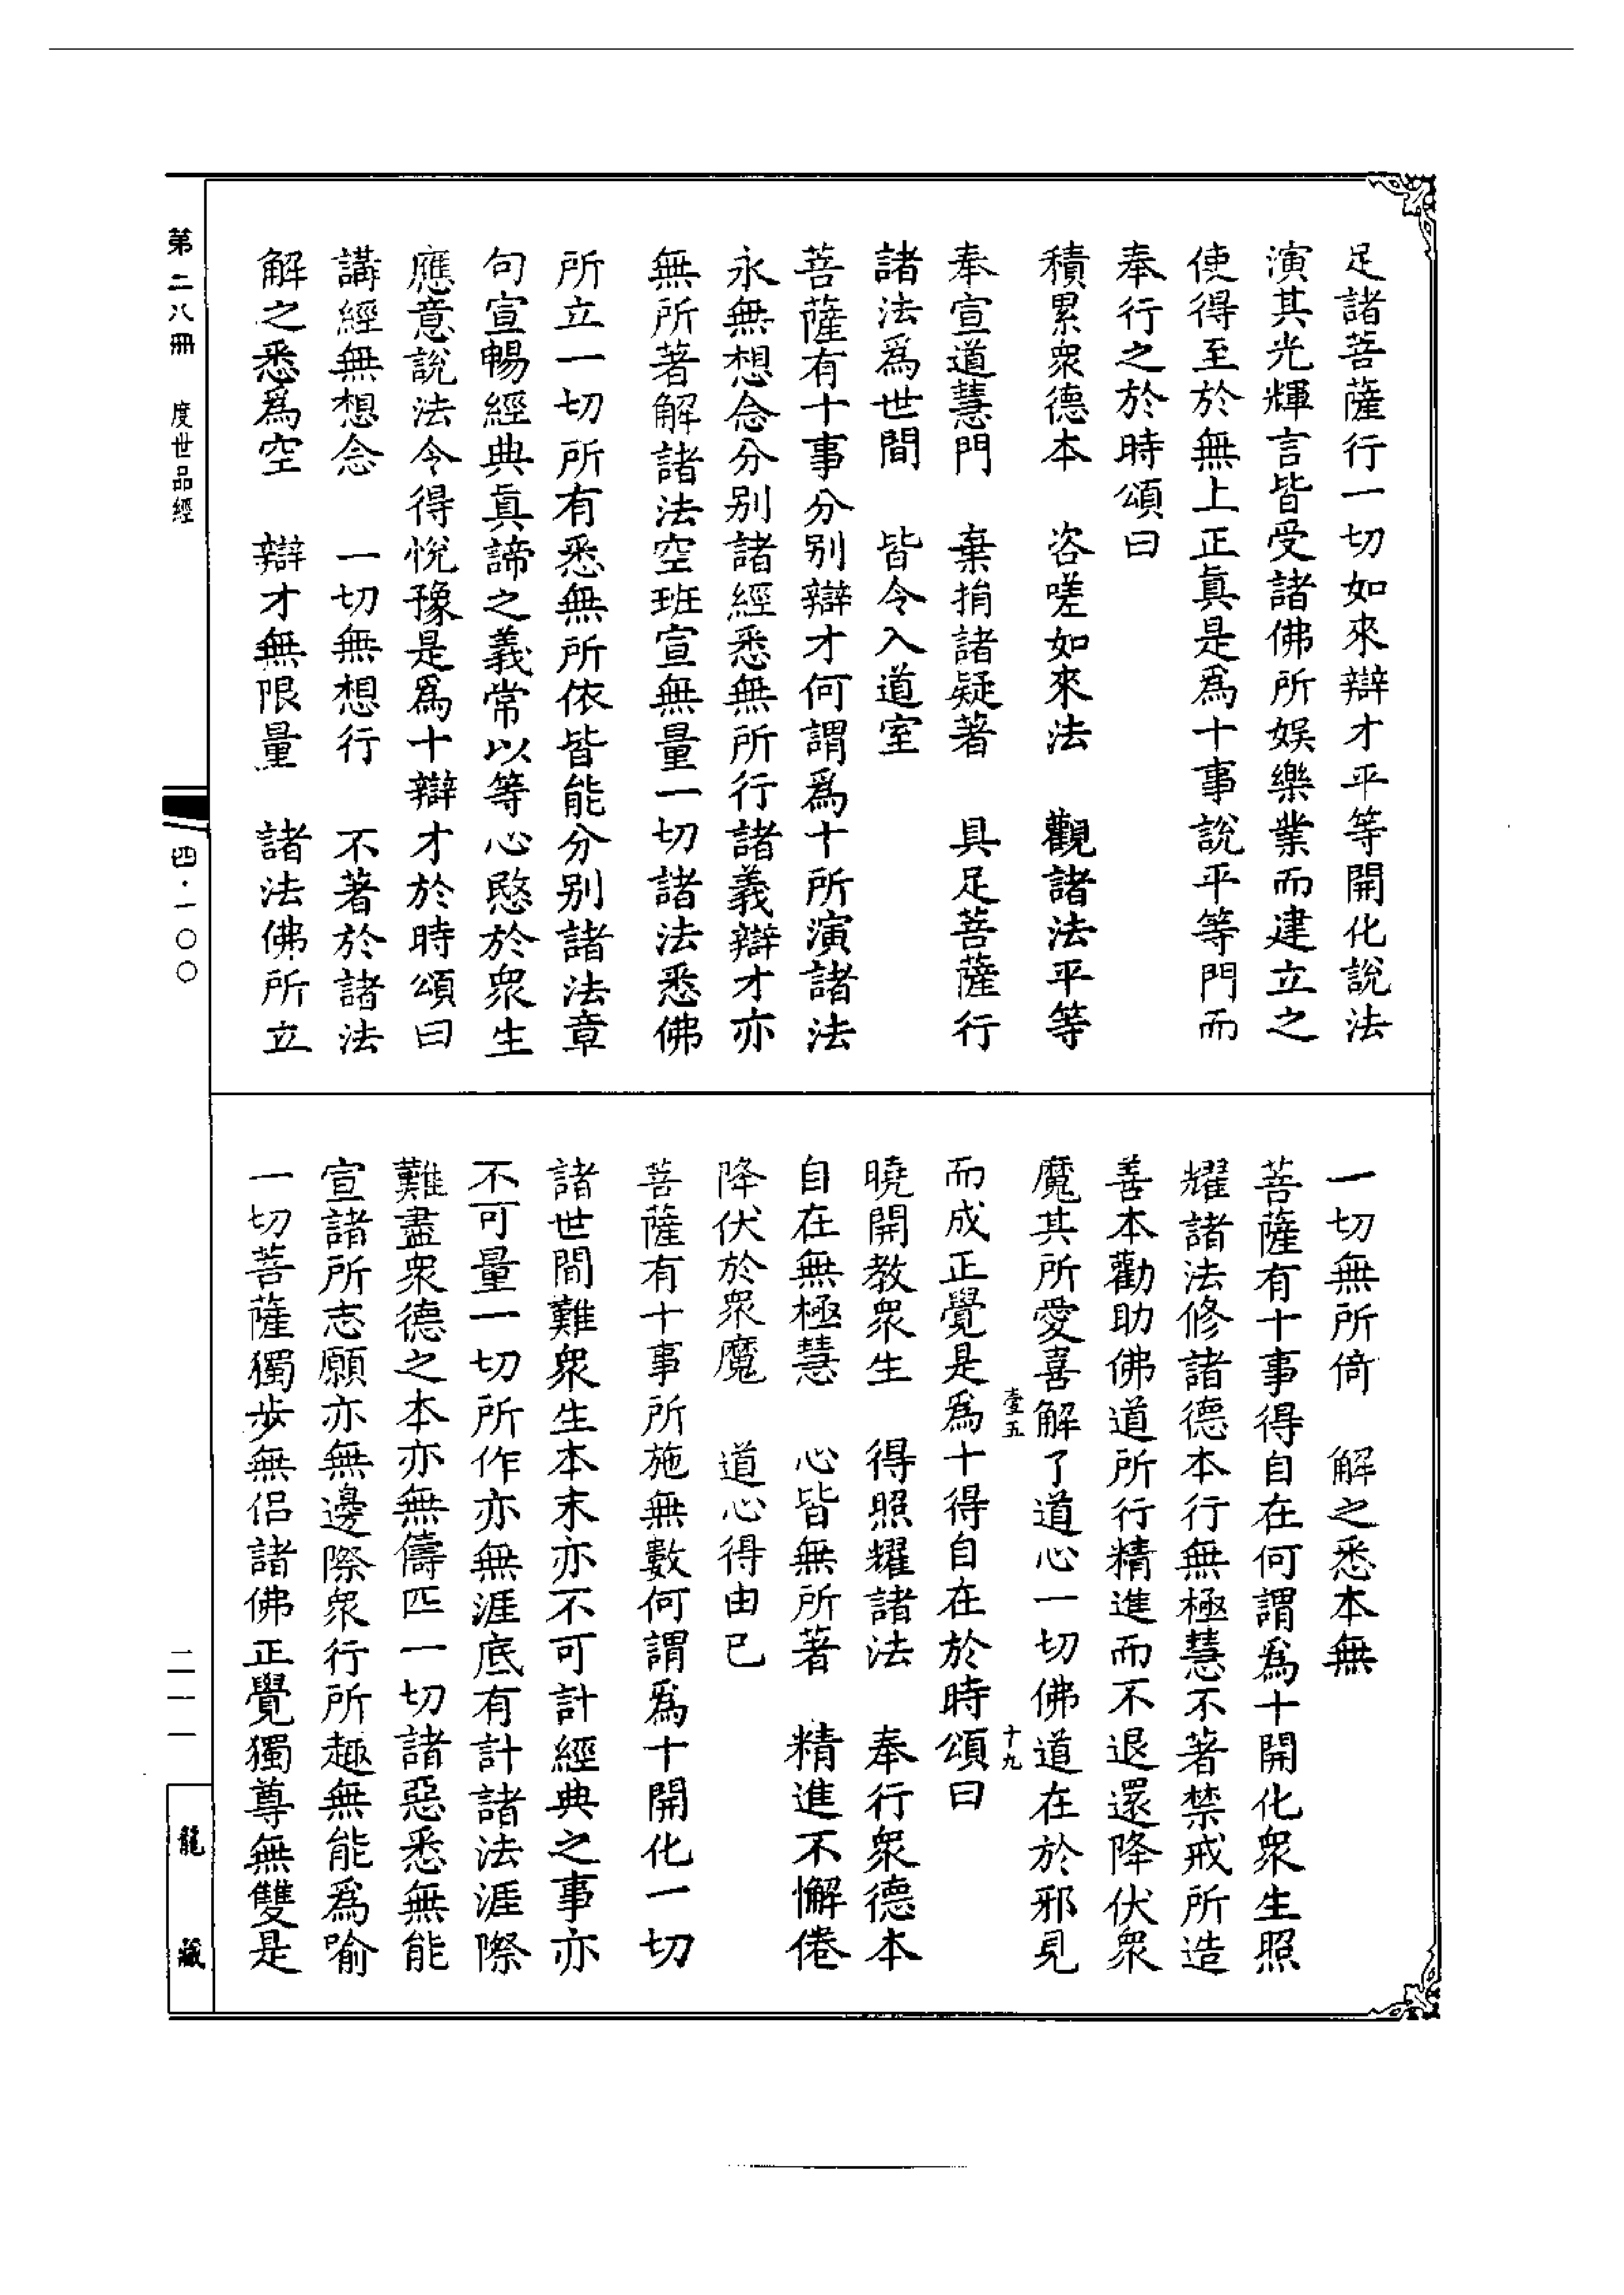 足諸菩薩行一切如來辯才平等開化說法
演其光輝言皆受諸佛所娛樂業而建立之
使得至於無上正真是爲十事說平等門而
奉行之於時頌曰
積累衆德本　咨嗟如來法　觀諸法平等
奉宣道慧門　棄捐諸疑著　具足菩薩行
諸法爲世間　皆令入道室
菩薩有十事分別辯才何謂爲十所演諸法
永無想念分別諸經悉無所行諸義辯才亦
無所著解諸法空班宣無量一切諸法悉佛
所立一切所有悉無所依皆能分別諸法章
句宣暢經典真諦之義常以等心愍於衆生
應意說法令得悅豫是爲十辯才於時頌曰
講經無想念　一切無想行　不著於諸法
解之悉爲空　辯才無限量　諸法佛所立
一切無所倚　解之悉本無
菩薩有十事得自在何謂爲十開化衆生照
耀諸法修諸德本行無極慧不著禁戒所造
善本勸助佛道所行精進而不退還降伏衆
魔其所愛喜解了道心一切佛道在於邪見
壹五　十九
而成正覺是爲十得自在於時頌曰
曉開教衆生　得照耀諸法　奉行衆德本
自在無極慧　心皆無所著　精進不懈倦
降伏於衆魔　道心得由已
菩薩有十事所施無數何謂爲十開化一切
諸世間難衆生本末亦不可計經典之事亦
不可量一切所作亦無涯底有計諸法涯際
難盡衆德之本亦無儔匹一切諸惡悉無能
宣諸所志願亦無邊際衆行所趣無能爲喻
一切菩薩獨步無侣諸佛正覺獨尊無雙是
第二八冊　度世品經
四·一〇〇
二一一
龍藏